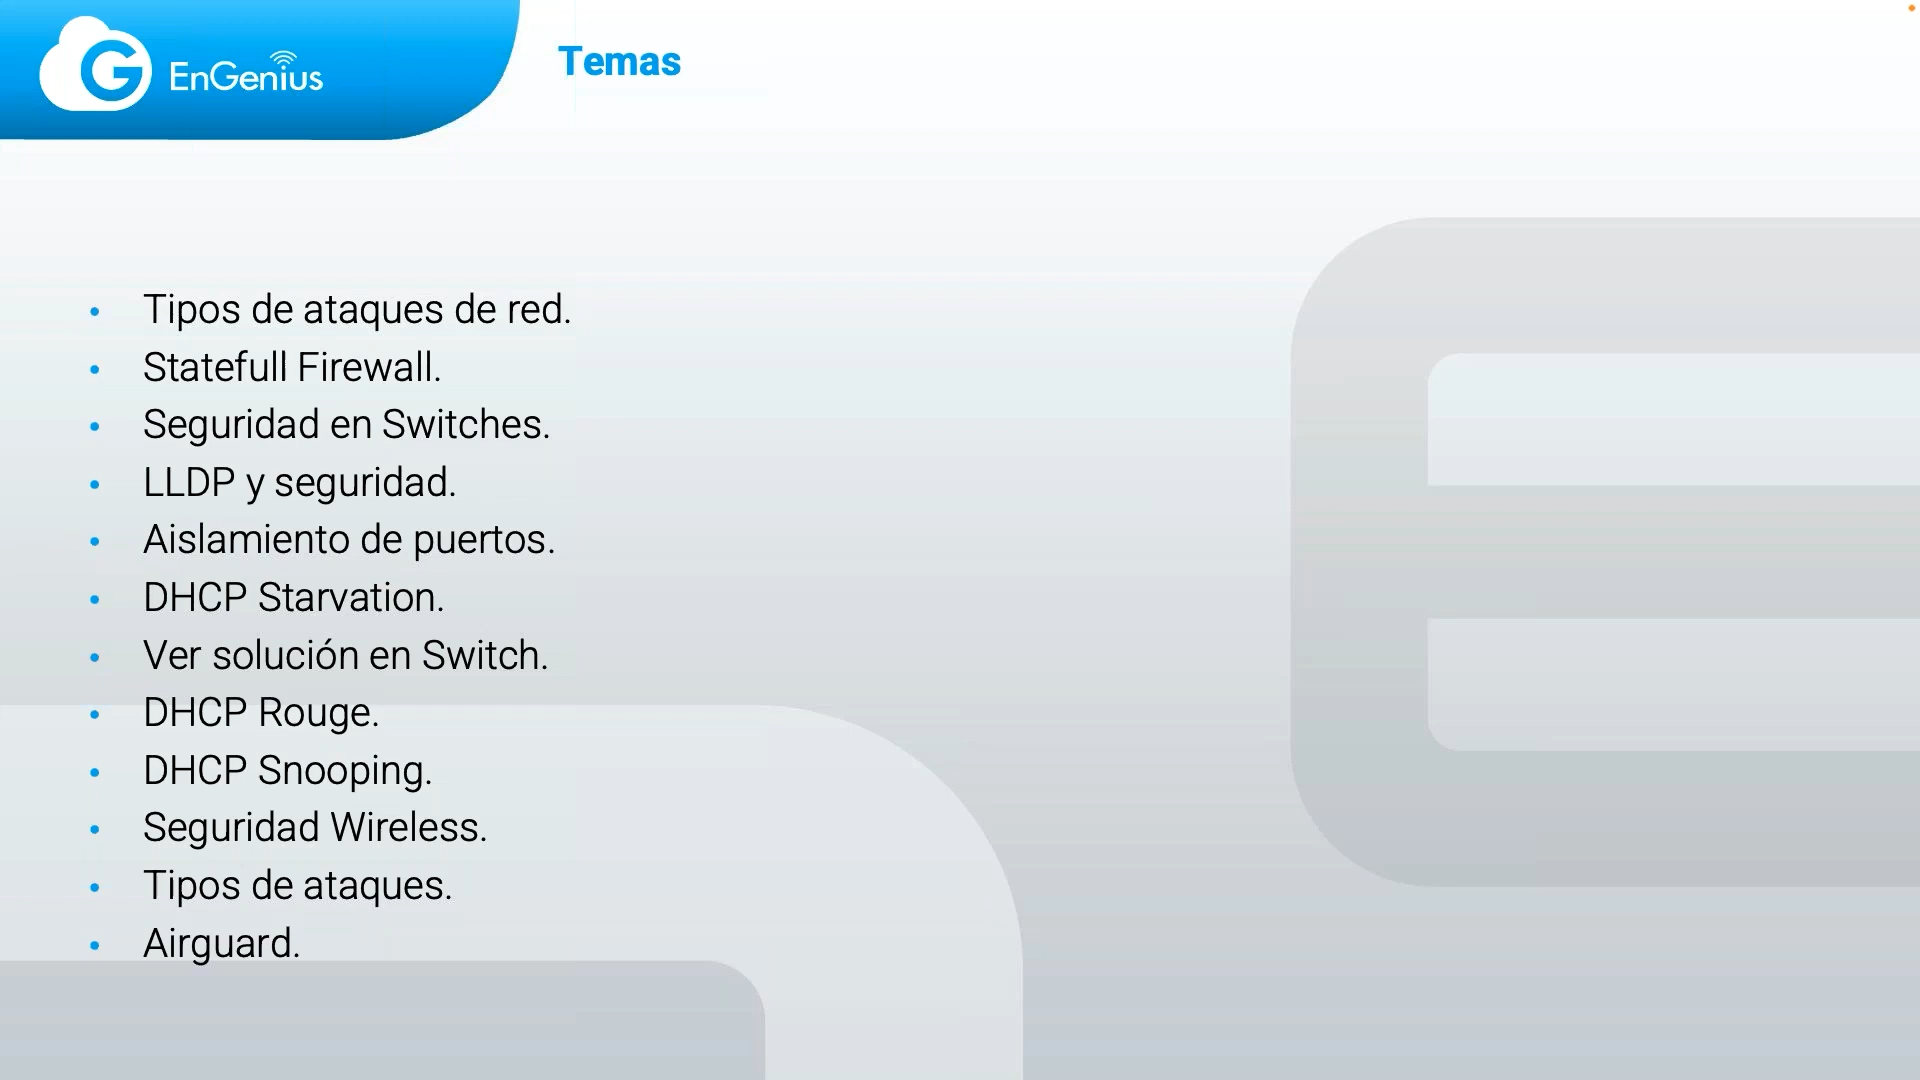 EnGenius
Temas
• Tipos de ataques de red.
• Statefull Firewall.
• Seguridad en Switches.
• LLDP y seguridad.
• Aislamiento de puertos.
• DHCP Starvation.
• Ver solución en Switch.
• DHCP Rouge.
• DHCP Snooping.
• Seguridad Wireless.
• Tipos de ataques.
• Airguard.